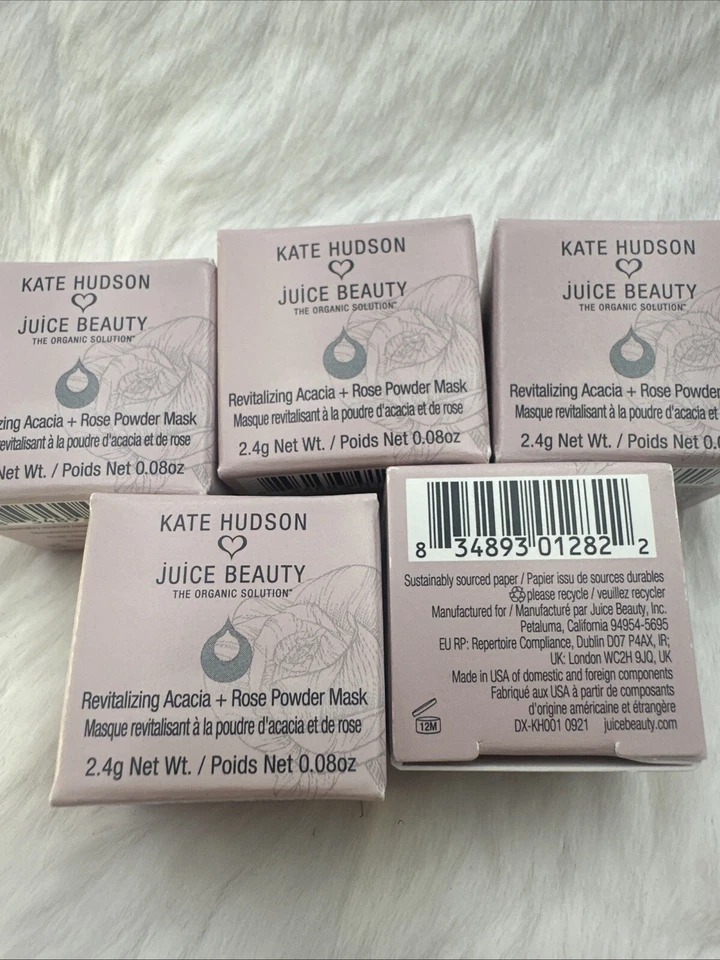 KATE HUDSON
juice BEAUTY
THE ORGANIC SOLUTION™
Acacia + Rose Powder Mask
à la poudre d'acacia et de rose
Net Wt. / Poids Net 0.08oz
KATE HUDSON
juice BEAUTY
THE ORGANIC SOLUTION™
Revitalizing Acacia + Rose Powder Mask
Masque revitalisant à la poudre d'acacia et de rose
2.4g Net Wt. / Poids Net 0.08oz
KATE HUDSON
juice BEAUTY
THE ORGANIC SOLUTION™
Revitalizing Acacia + Rose Powder
Masque revitalisant à la poudre d'acacia et
2.4g Net Wt. / Poids Net
KATE HUDSON
juice BEAUTY
THE ORGANIC SOLUTION™
Revitalizing Acacia + Rose Powder Mask
Masque revitalisant à la poudre d'acacia et de rose
2.4g Net Wt. / Poids Net 0.08oz
8 34893 01282 2
Sustainably sourced paper / Papier issu de sources durables
please recycle / veuillez recycler
Manufactured for / Manufacturé par Juice Beauty, Inc.
Petaluma, California 94954-5695
EU RP: Repertoire Compliance, Dublin D07 P4AX, IR;
UK: London WC2H 9JQ, UK
Made in USA of domestic and foreign components
Fabriqué aux USA à partir de composants
d'origine américaine et étrangère
12M
DX-KH001 0921 juicebeauty.com